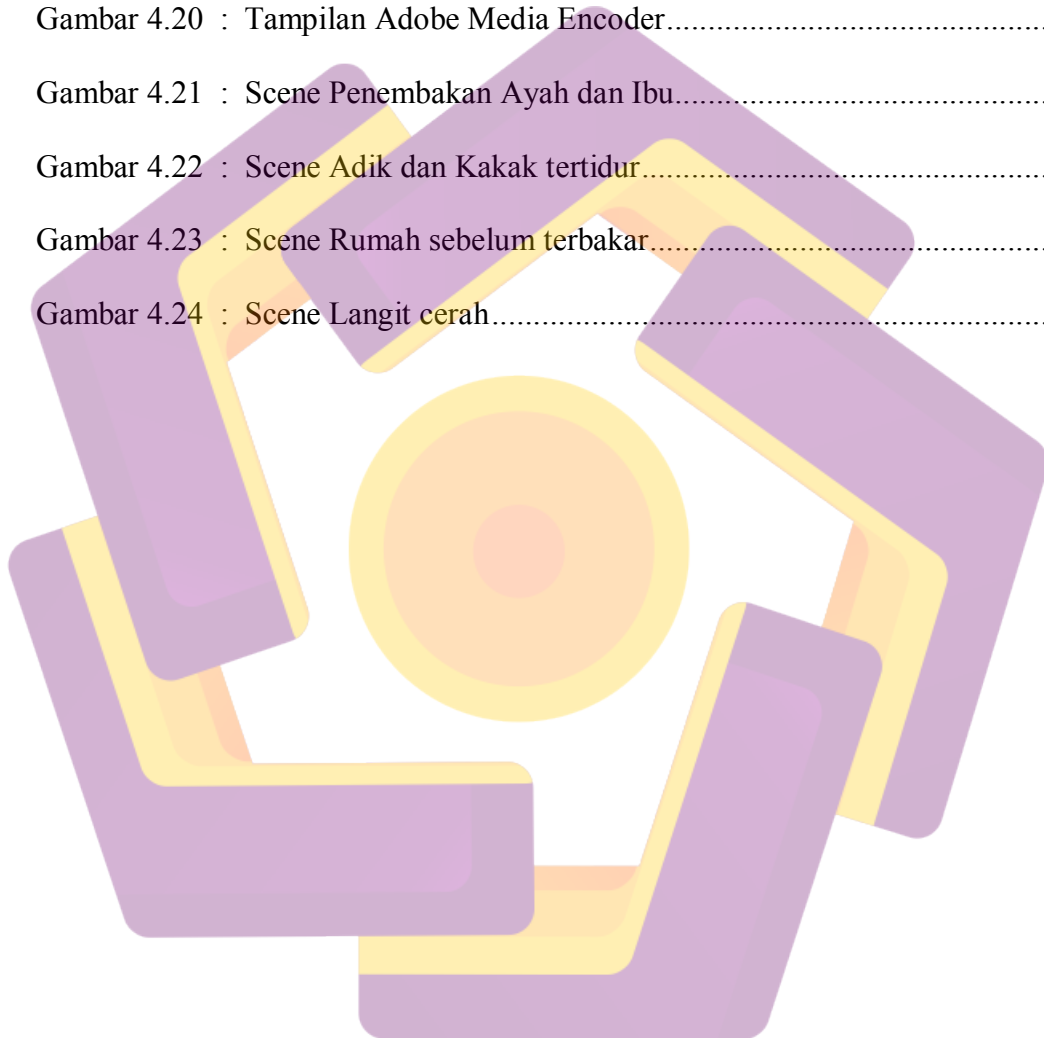 Gambar 4.20 : Tampilan Adobe Media Encoder................................................
Gambar 4.21 : Scene Penembakan Ayah dan Ibu...............................................
Gambar 4.22 : Scene Adik dan Kakak tertidur...................................................
Gambar 4.23 : Scene Rumah sebelum terbakar..................................................
Gambar 4.24 : Scene Langit cerah......................................................................